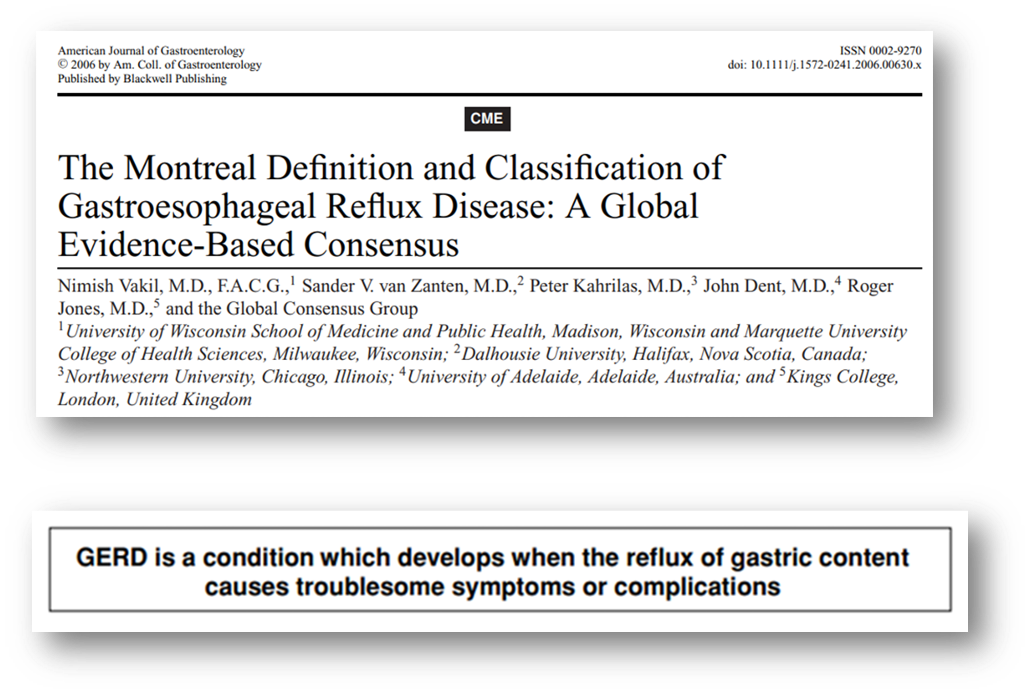 American Journal of Gastroenterology
© 2006 by Am. Coll. of Gastroenterology
Published by Blackwell Publishing
ISSN 0002-9270
doi: 10.1111/j.1572-0241.2006.00630.x
CME
The Montreal Definition and Classification of
Gastroesophageal Reflux Disease: A Global
Evidence-Based Consensus
Nimish Vakil, M.D., F.A.C.G.,1 Sander V. van Zanten, M.D.,2 Peter Kahrilas, M.D.,3 John Dent, M.D.,4 Roger
Jones, M.D.,5 and the Global Consensus Group
1University of Wisconsin School of Medicine and Public Health, Madison, Wisconsin and Marquette University
College of Health Sciences, Milwaukee, Wisconsin; 2Dalhousie University, Halifax, Nova Scotia, Canada;
3Northwestern University, Chicago, Illinois; 4University of Adelaide, Adelaide, Australia; and 5Kings College,
London, United Kingdom
GERD is a condition which develops when the reflux of gastric content
causes troublesome symptoms or complications